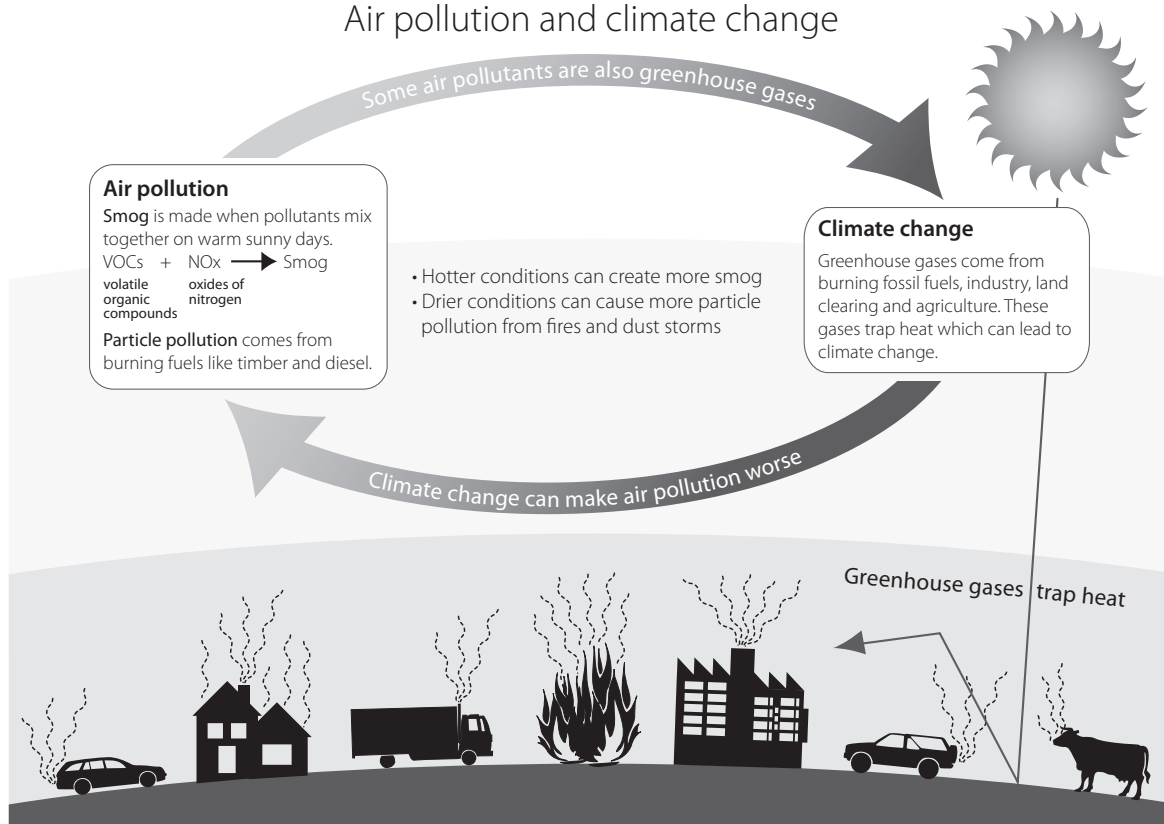 Air pollution and climate change
Some air pollutants are also greenhouse gases
Air pollution
Smog is made when pollutants mix
together on warm sunny days.
VOCs + NOx Smog
volatile oxides of
organic nitrogen
compounds
Particle pollution comes from
burning fuels like timber and diesel.
• Hotter conditions can create more smog
• Drier conditions can cause more particle
pollution from fires and dust storms
Climate change
Greenhouse gases come from
burning fossil fuels, industry, land
clearing and agriculture. These
gases trap heat which can lead to
climate change.
Climate change can make air pollution worse
Greenhouse gases trap heat